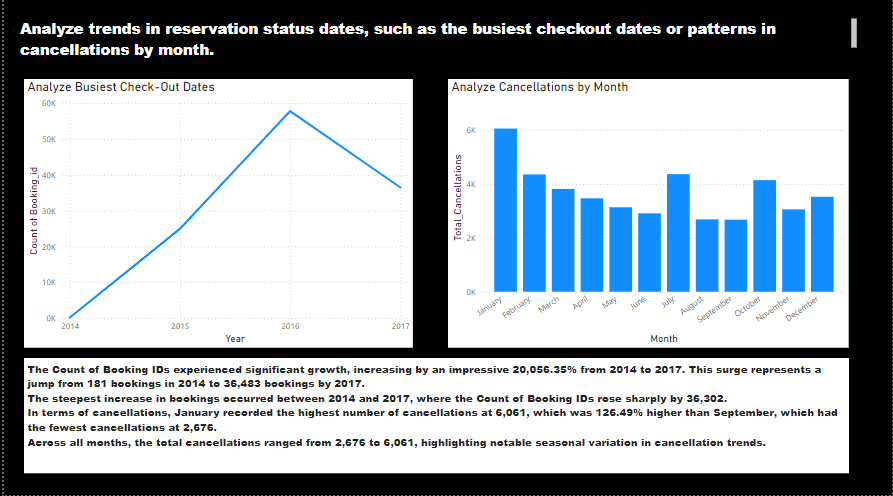 Analyze trends in reservation status dates, such as the busiest checkout dates or patterns in
cancellations by month.
Analyze Busiest Check-Out Dates
60K
50K
40K
30K
20K
10K
0K
Count of Booking_id
2014 2015 2016 2017
Year
Analyze Cancellations by Month
6K
4K
2K
0K
Total_Cancellations
January February March April May June July August September October November December
Month
The Count of Booking IDs experienced significant growth, increasing by an impressive 20,056.35% from 2014 to 2017. This surge represents a
jump from 181 bookings in 2014 to 36,483 bookings by 2017.
The steepest increase in bookings occurred between 2014 and 2017, where the Count of Booking IDs rose sharply by 36,302.
In terms of cancellations, January recorded the highest number of cancellations at 6,061, which was 126.49% higher than September, which had
the fewest cancellations at 2,676.
Across all months, the total cancellations ranged from 2,676 to 6,061, highlighting notable seasonal variation in cancellation trends.